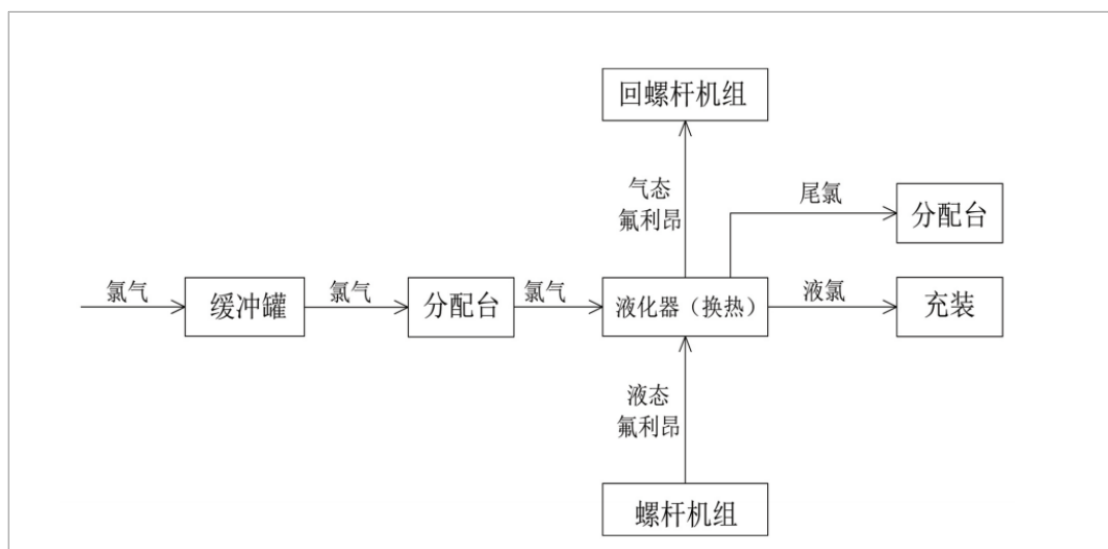 回螺杆机组
气态
氟利昂
尾氯
分配台
氯气
缓冲罐
氯气
分配台
氯气
液化器（换热）
液氯
充装
液态
氟利昂
螺杆机组